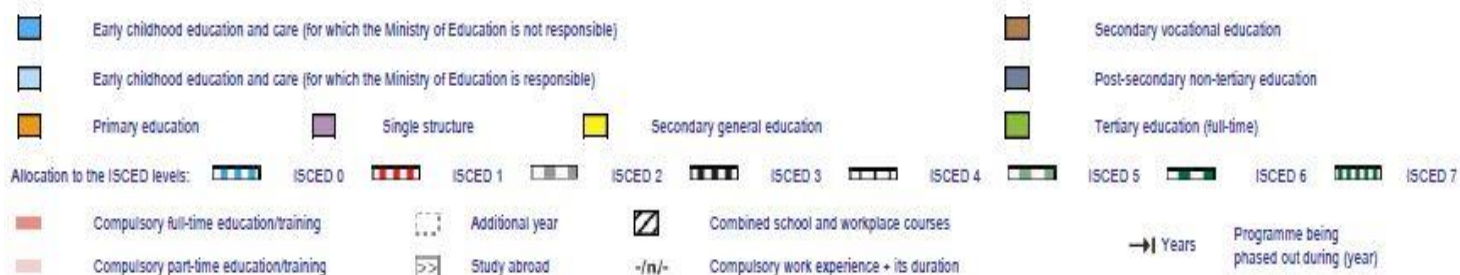 Early childhood education and care (for which the Ministry of Education is not responsible)
Secondary vocational education
Early childhood education and care (for which the Ministry of Education is responsible)
Post-secondary non-tertiary education
Primary education
Single structure
Secondary general education
Tertiary education (full-time)
Allocation to the ISCED levels: ISCED 0 ISCED 1 ISCED 2 ISCED 3 ISCED 4 ISCED 5 ISCED 6 ISCED 7
Compulsory full-time education/training
Additional year
Combined school and workplace courses
Years
Programme being
phased out during (year)
Compulsory part-time education/training
>> Study abroad
-/n/- Compulsory work experience + its duration